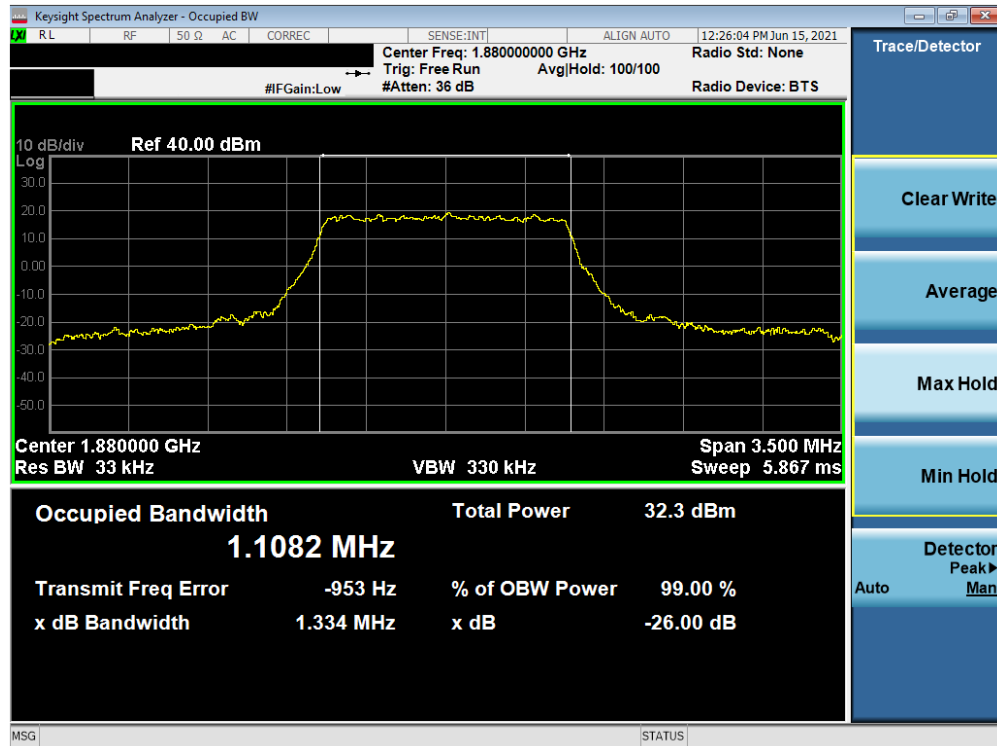 Keysight Spectrum Analyzer - Occupied BW
LXI RL RF 50 Ω AC CORREC SENSE:INT ALIGN AUTO 12:26:04 PM Jun 15, 2021
Center Freq: 1.880000000 GHz Radio Std: None
Trig: Free Run Avg|Hold: 100/100
#IFGain:Low #Atten: 36 dB Radio Device: BTS
Trace/Detector
10 dB/div Ref 40.00 dBm
Log
30.0
20.0
10.0
0.00
-10.0
-20.0
-30.0
-40.0
-50.0
Center 1.880000 GHz Span 3.500 MHz
Res BW 33 kHz VBW 330 kHz Sweep 5.867 ms
Occupied Bandwidth Total Power 32.3 dBm
1.1082 MHz
Transmit Freq Error -953 Hz % of OBW Power 99.00 %
x dB Bandwidth 1.334 MHz x dB -26.00 dB
Clear Write
Average
Max Hold
Min Hold
Detector
Peak▶
Auto Man
MSG STATUS